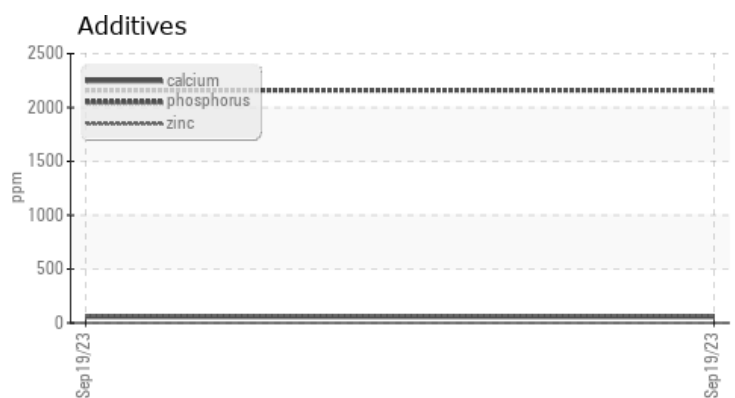 Additives
2500
calcium
2000
phosphorus
zinc
1500
ppm
1000
500
0
Sep19/23
Sep19/23